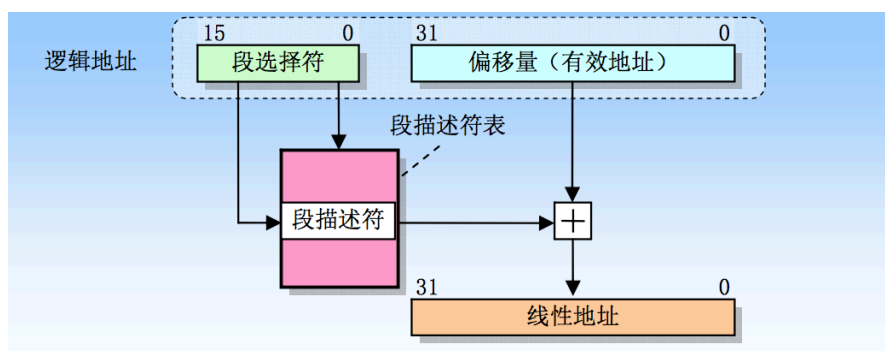 15 0 31 0
逻辑地址 段选择符 偏移量（有效地址）
段描述符表
段描述符 +
31 0
线性地址